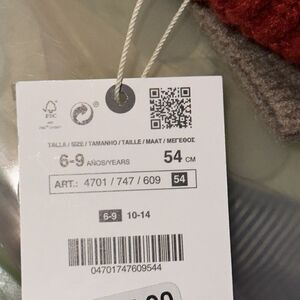 FSC
TALLA / SIZE / TAMANHO / TAILLE / MAAT / ΜΕΓΕΘΟΣ
6-9 AÑOS/YEARS 54 CM
ART.: 4701 / 747 / 609 54
6-9 10-14
04701747609544